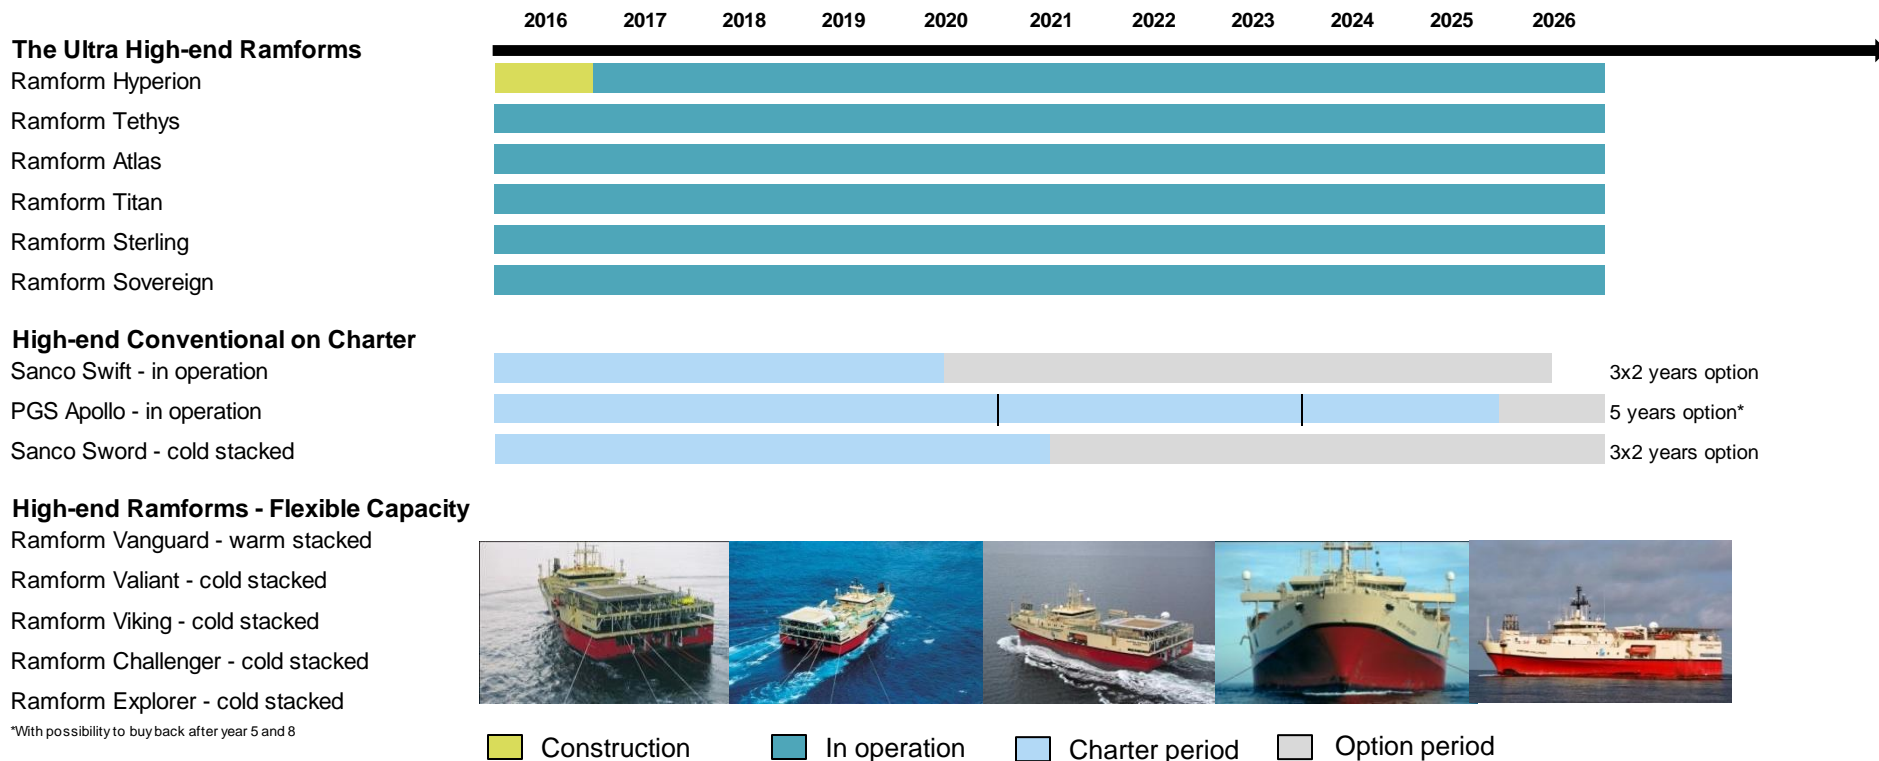 2016 2017 2018 2019 2020 2021 2022 2023 2024 2025 2026
The Ultra High-end Ramforms
Ramform Hyperion
Ramform Tethys
Ramform Atlas
Ramform Titan
Ramform Sterling
Ramform Sovereign
High-end Conventional on Charter
Sanco Swift - in operation
3x2 years option
PGS Apollo - in operation
5 years option*
Sanco Sword - cold stacked
3x2 years option
High-end Ramforms - Flexible Capacity
Ramform Vanguard - warm stacked
Ramform Valiant - cold stacked
Ramform Viking - cold stacked
Ramform Challenger - cold stacked
Ramform Explorer - cold stacked
*With possibility to buy back after year 5 and 8
Construction
In operation
Charter period
Option period